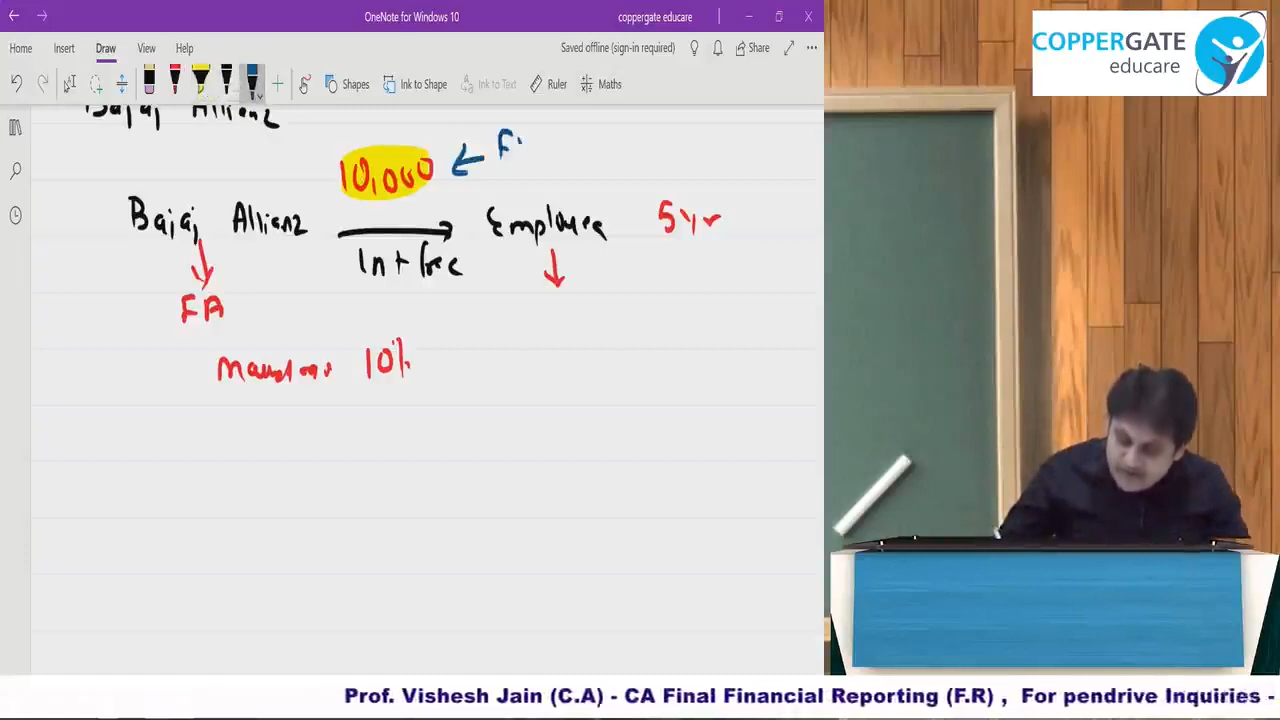 OneNote for Windows 10
coppergate educare
Home Insert Draw View Help
Saved offline (sign-in required)
Share
Shapes
Ink to Shape
Ink to Text
Ruler
Maths
COPPERGATE
educare
Bajaj Allianz
10,000 ← F.
Bajaj Allianz Employee 5 yr
Int free
FA
10%
Prof. Vishesh Jain (C.A) - CA Final Financial Reporting (F.R) , For pendrive Inquiries -